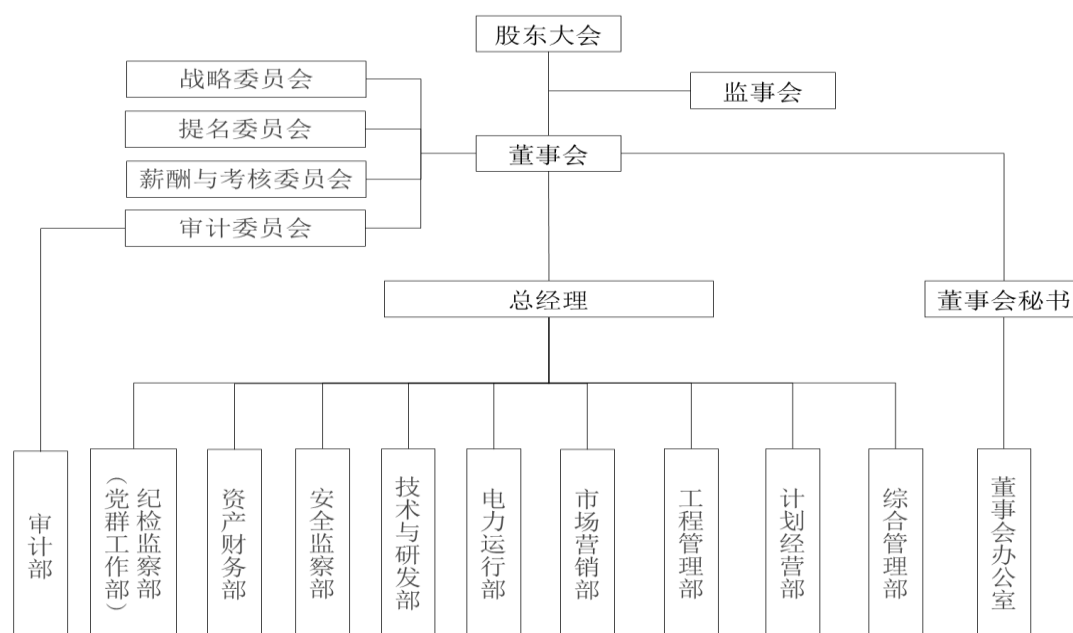 股东大会
战略委员会
监事会
提名委员会
董事会
薪酬与考核委员会
审计委员会
总经理
董事会秘书
审计部
纪检监察部
（党群工作部）
资产财务部
安全监察部
技术与研发部
电力运行部
市场营销部
工程管理部
计划经营部
综合管理部
董事会办公室